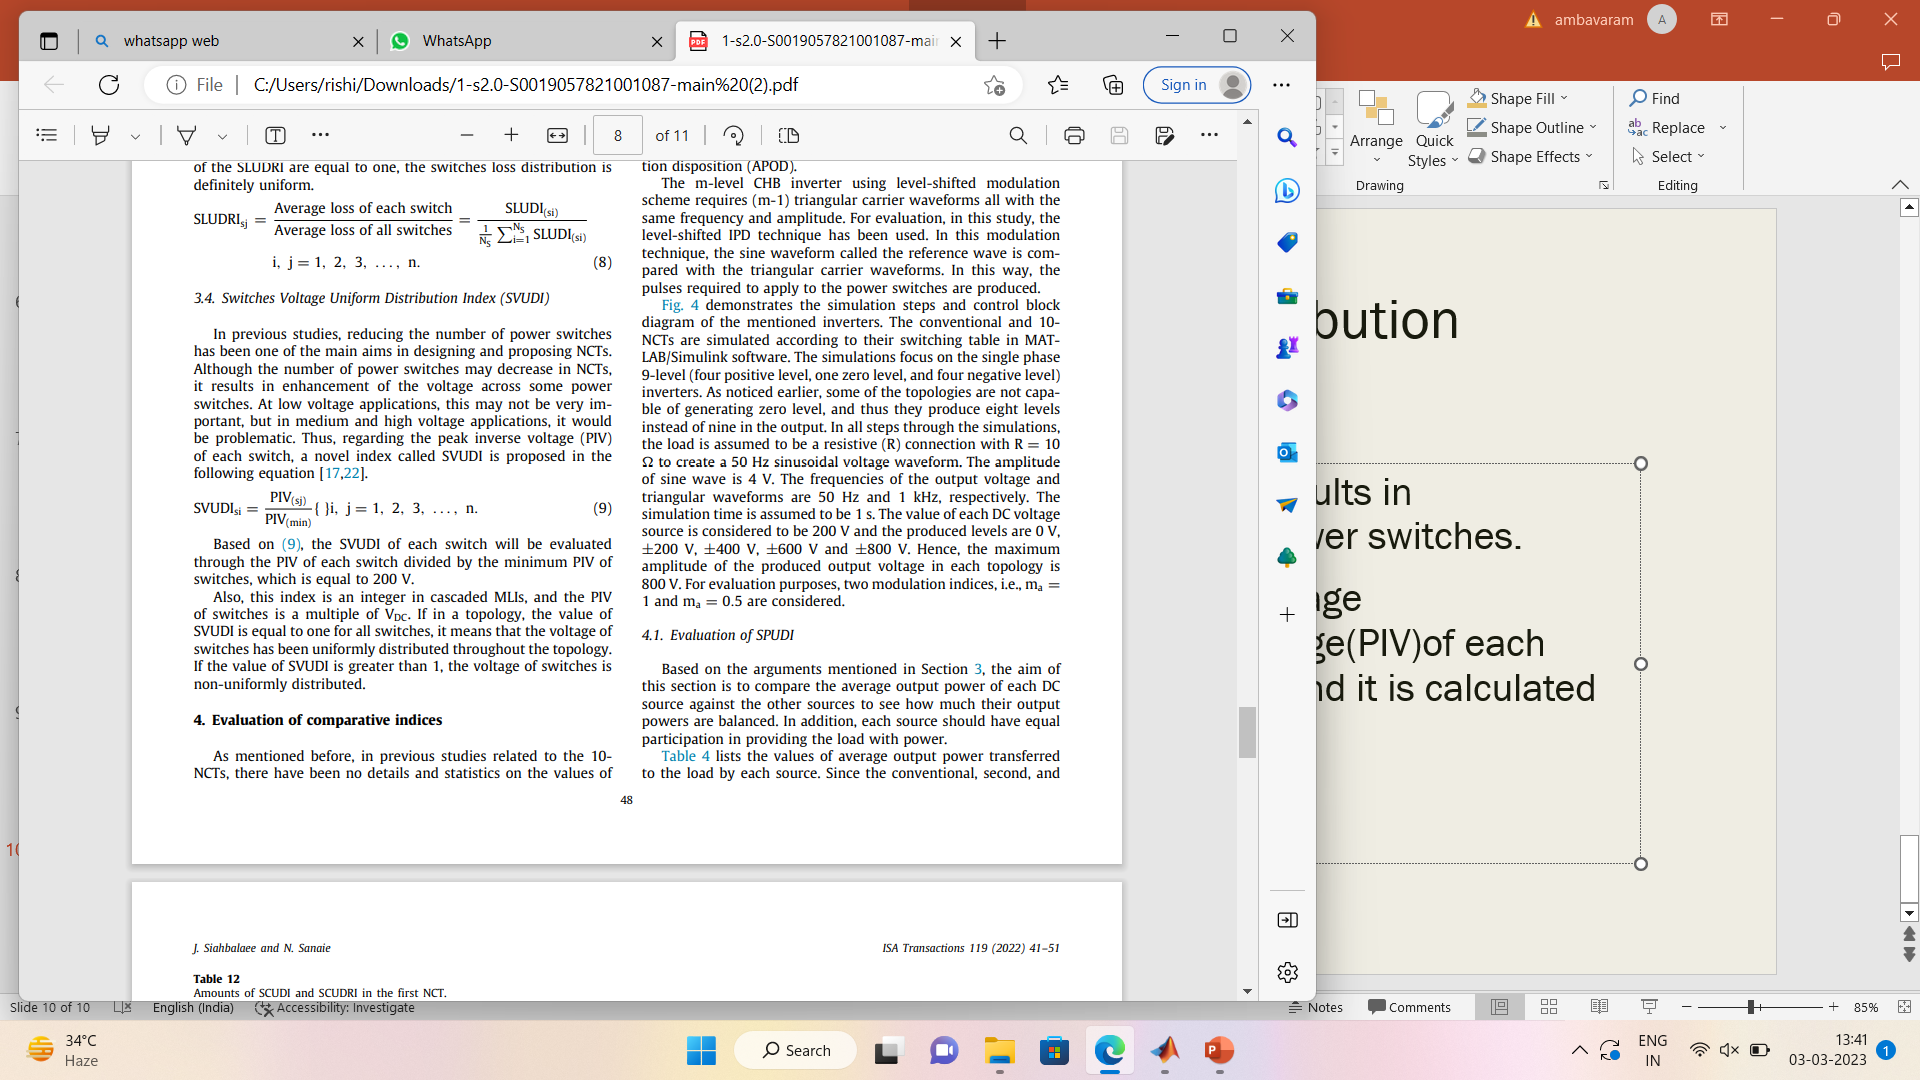 whatsapp web
WhatsApp
1-s2.0-S0019057821001087-mair
ambavaram
A
File
C:/Users/rishi/Downloads/1-s2.0-S0019057821001087-main%20(2).pdf
Sign in
8
of 11
Arrange
Quick
Styles
Shape Fill
Shape Outline
Shape Effects
Find
Replace
Select
Drawing
Editing
of the SLUDRI are equal to one, the switches loss distribution is
definitely uniform.
SLUDRIsj = Average loss of each switch / Average loss of all switches = SLUDI(si) / 1/NS ∑NS i=1 SLUDI(si)
i, j = 1, 2, 3, ..., n. (8)
3.4. Switches Voltage Uniform Distribution Index (SVUDI)
In previous studies, reducing the number of power switches
has been one of the main aims in designing and proposing NCTs.
Although the number of power switches may decrease in NCTs,
it results in enhancement of the voltage across some power
switches. At low voltage applications, this may not be very im-
portant, but in medium and high voltage applications, it would
be problematic. Thus, regarding the peak inverse voltage (PIV)
of each switch, a novel index called SVUDI is proposed in the
following equation [17,22].
SVUDIsi = PIV(sj) / PIV(min) { }i, j = 1, 2, 3, ..., n. (9)
Based on (9), the SVUDI of each switch will be evaluated
through the PIV of each switch divided by the minimum PIV of
switches, which is equal to 200 V.
Also, this index is an integer in cascaded MLIs, and the PIV
of switches is a multiple of VDC. If in a topology, the value of
SVUDI is equal to one for all switches, it means that the voltage of
switches has been uniformly distributed throughout the topology.
If the value of SVUDI is greater than 1, the voltage of switches is
non-uniformly distributed.
4. Evaluation of comparative indices
As mentioned before, in previous studies related to the 10-
NCTs, there have been no details and statistics on the values of
tion disposition (APOD).
The m-level CHB inverter using level-shifted modulation
scheme requires (m-1) triangular carrier waveforms all with the
same frequency and amplitude. For evaluation, in this study, the
level-shifted IPD technique has been used. In this modulation
technique, the sine waveform called the reference wave is com-
pared with the triangular carrier waveforms. In this way, the
pulses required to apply to the power switches are produced.
Fig. 4 demonstrates the simulation steps and control block
diagram of the mentioned inverters. The conventional and 10-
NCTs are simulated according to their switching table in MAT-
LAB/Simulink software. The simulations focus on the single phase
9-level (four positive level, one zero level, and four negative level)
inverters. As noticed earlier, some of the topologies are not capa-
ble of generating zero level, and thus they produce eight levels
instead of nine in the output. In all steps through the simulations,
the load is assumed to be a resistive (R) connection with R = 10
Ω to create a 50 Hz sinusoidal voltage waveform. The amplitude
of sine wave is 4 V. The frequencies of the output voltage and
triangular waveforms are 50 Hz and 1 kHz, respectively. The
simulation time is assumed to be 1 s. The value of each DC voltage
source is considered to be 200 V and the produced levels are 0 V,
±200 V, ±400 V, ±600 V and ±800 V. Hence, the maximum
amplitude of the produced output voltage in each topology is
800 V. For evaluation purposes, two modulation indices, i.e., ma =
1 and ma = 0.5 are considered.
4.1. Evaluation of SPUDI
Based on the arguments mentioned in Section 3, the aim of
this section is to compare the average output power of each DC
source against the other sources to see how much their output
powers are balanced. In addition, each source should have equal
participation in providing the load with power.
Table 4 lists the values of average output power transferred
to the load by each source. Since the conventional, second, and
48
J. Siahbalaee and N. Sanaie
ISA Transactions 119 (2022) 41–51
Table 12
Amounts of SCUDI and SCUDRI in the first NCT.
bution
ults in
ver switches.
age
ge(PIV)of each
nd it is calculated
Slide 10 of 10
English (India)
Accessibility: Investigate
Notes
Comments
85%
34°C
Haze
Search
ENG
IN
13:41
03-03-2023
1